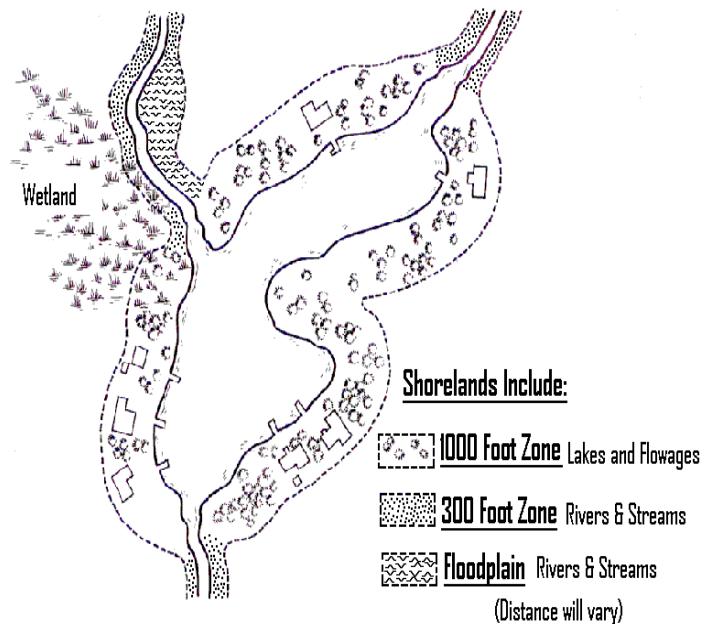 Wetland
Shorelands Include:
1000 Foot Zone Lakes and Flowages
300 Foot Zone Rivers & Streams
Floodplain Rivers & Streams
(Distance will vary)